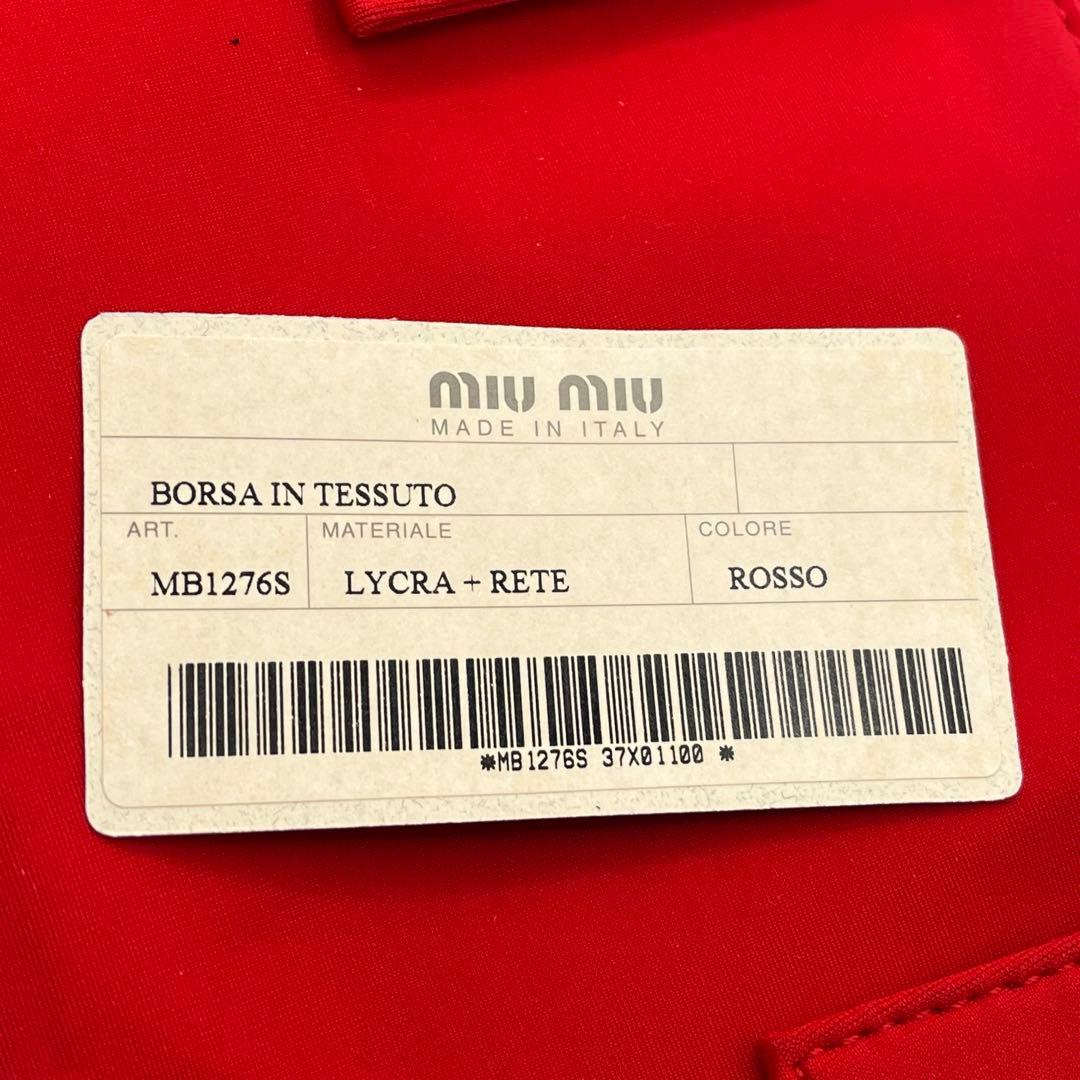 MIU MIU
MADE IN ITALY
BORSA IN TESSUTO
ART. MATERIALE COLORE
MB1276S LYCRA + RETE ROSSO
*MB1276S 37X01100 *